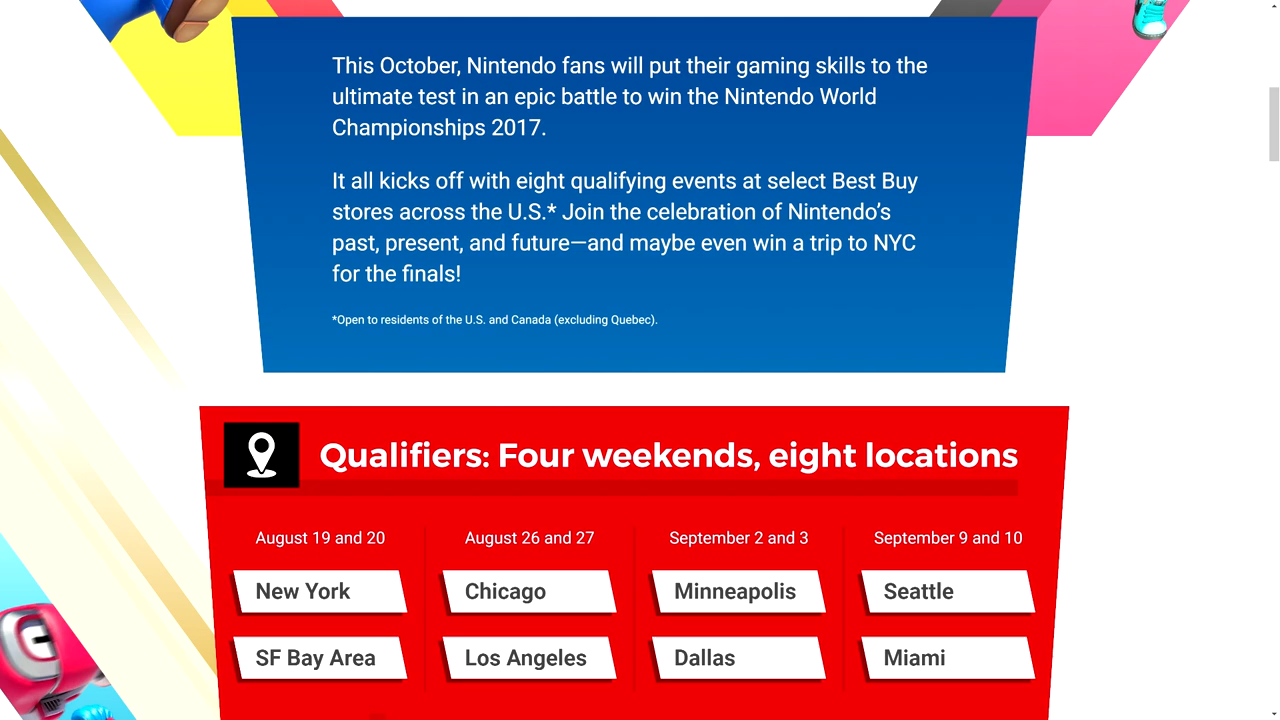 This October, Nintendo fans will put their gaming skills to the
ultimate test in an epic battle to win the Nintendo World
Championships 2017.
It all kicks off with eight qualifying events at select Best Buy
stores across the U.S.* Join the celebration of Nintendo’s
past, present, and future—and maybe even win a trip to NYC
for the finals!
*Open to residents of the U.S. and Canada (excluding Quebec).
Qualifiers: Four weekends, eight locations
August 19 and 20
New York
SF Bay Area
August 26 and 27
Chicago
Los Angeles
September 2 and 3
Minneapolis
Dallas
September 9 and 10
Seattle
Miami